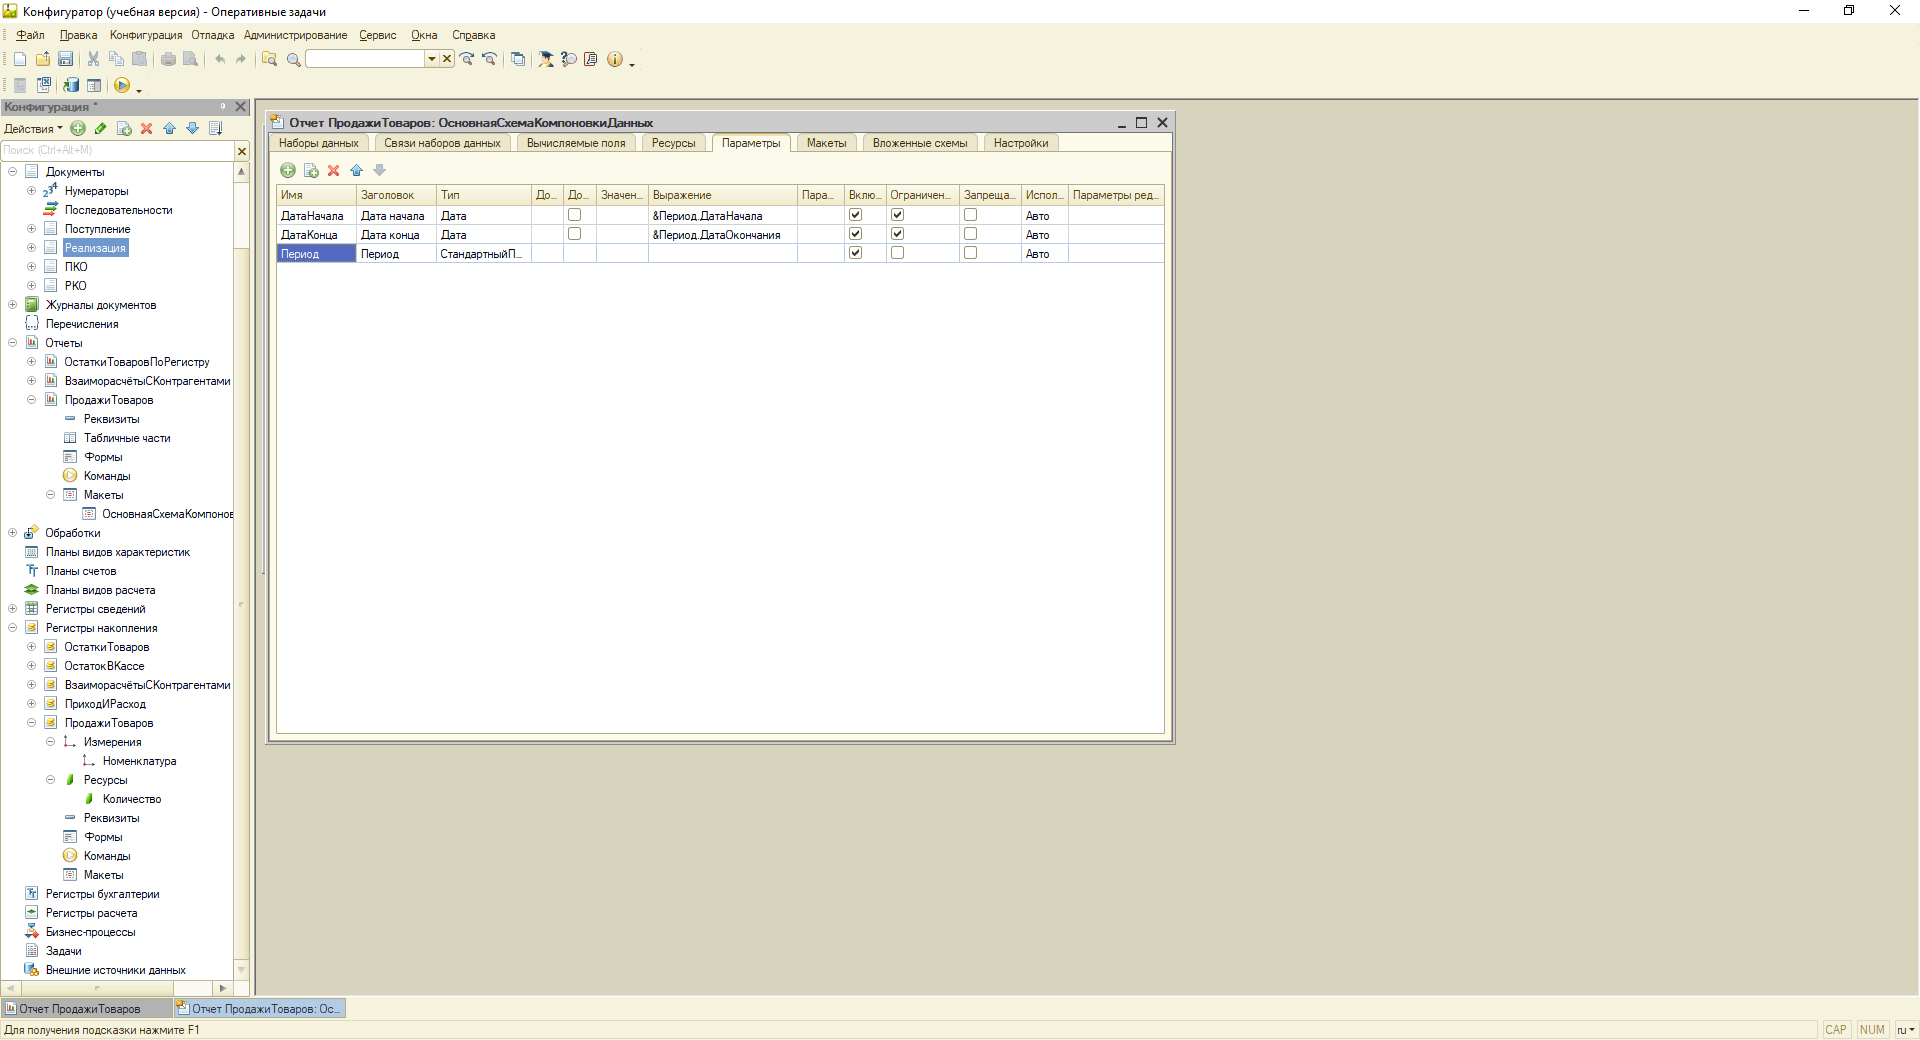 Конфигуратор (учебная версия) - Оперативные задачи
Файл Правка Конфигурация Отладка Администрирование Сервис Окна Справка
Конфигурация *
Действия
Поиск (Ctrl+Alt+M)
Документы
Нумераторы
Последовательности
Поступление
Реализация
ПКО
РКО
Журналы документов
Перечисления
Отчеты
ОстаткиТоваровПоРегистру
ВзаиморасчётыСКонтрагентами
ПродажиТоваров
Реквизиты
Табличные части
Формы
Команды
Макеты
ОсновнаяСхемаКомпонов
Обработки
Планы видов характеристик
Планы счетов
Планы видов расчета
Регистры сведений
Регистры накопления
ОстаткиТоваров
ОстатокВКассе
ВзаиморасчётыСКонтрагентами
ПриходИРасход
ПродажиТоваров
Измерения
Номенклатура
Ресурсы
Количество
Реквизиты
Формы
Команды
Макеты
Регистры бухгалтерии
Регистры расчета
Бизнес-процессы
Задачи
Внешние источники данных
Отчет ПродажиТоваров: ОсновнаяСхемаКомпоновкиДанных
Наборы данных Связи наборов данных Вычисляемые поля Ресурсы Параметры Макеты Вложенные схемы Настройки
Имя Заголовок Тип До... До... Значен... Выражение Пара... Вклю... Ограничен... Запреща... Испол... Параметры ред...
ДатаНачала Дата начала Дата &Период.ДатаНачала Авто
ДатаКонца Дата конца Дата &Период.ДатаОкончания Авто
Период Период СтандартныйП... Авто
Отчет ПродажиТоваров Отчет ПродажиТоваров: Ос...
Для получения подсказки нажмите F1 CAP NUM ru